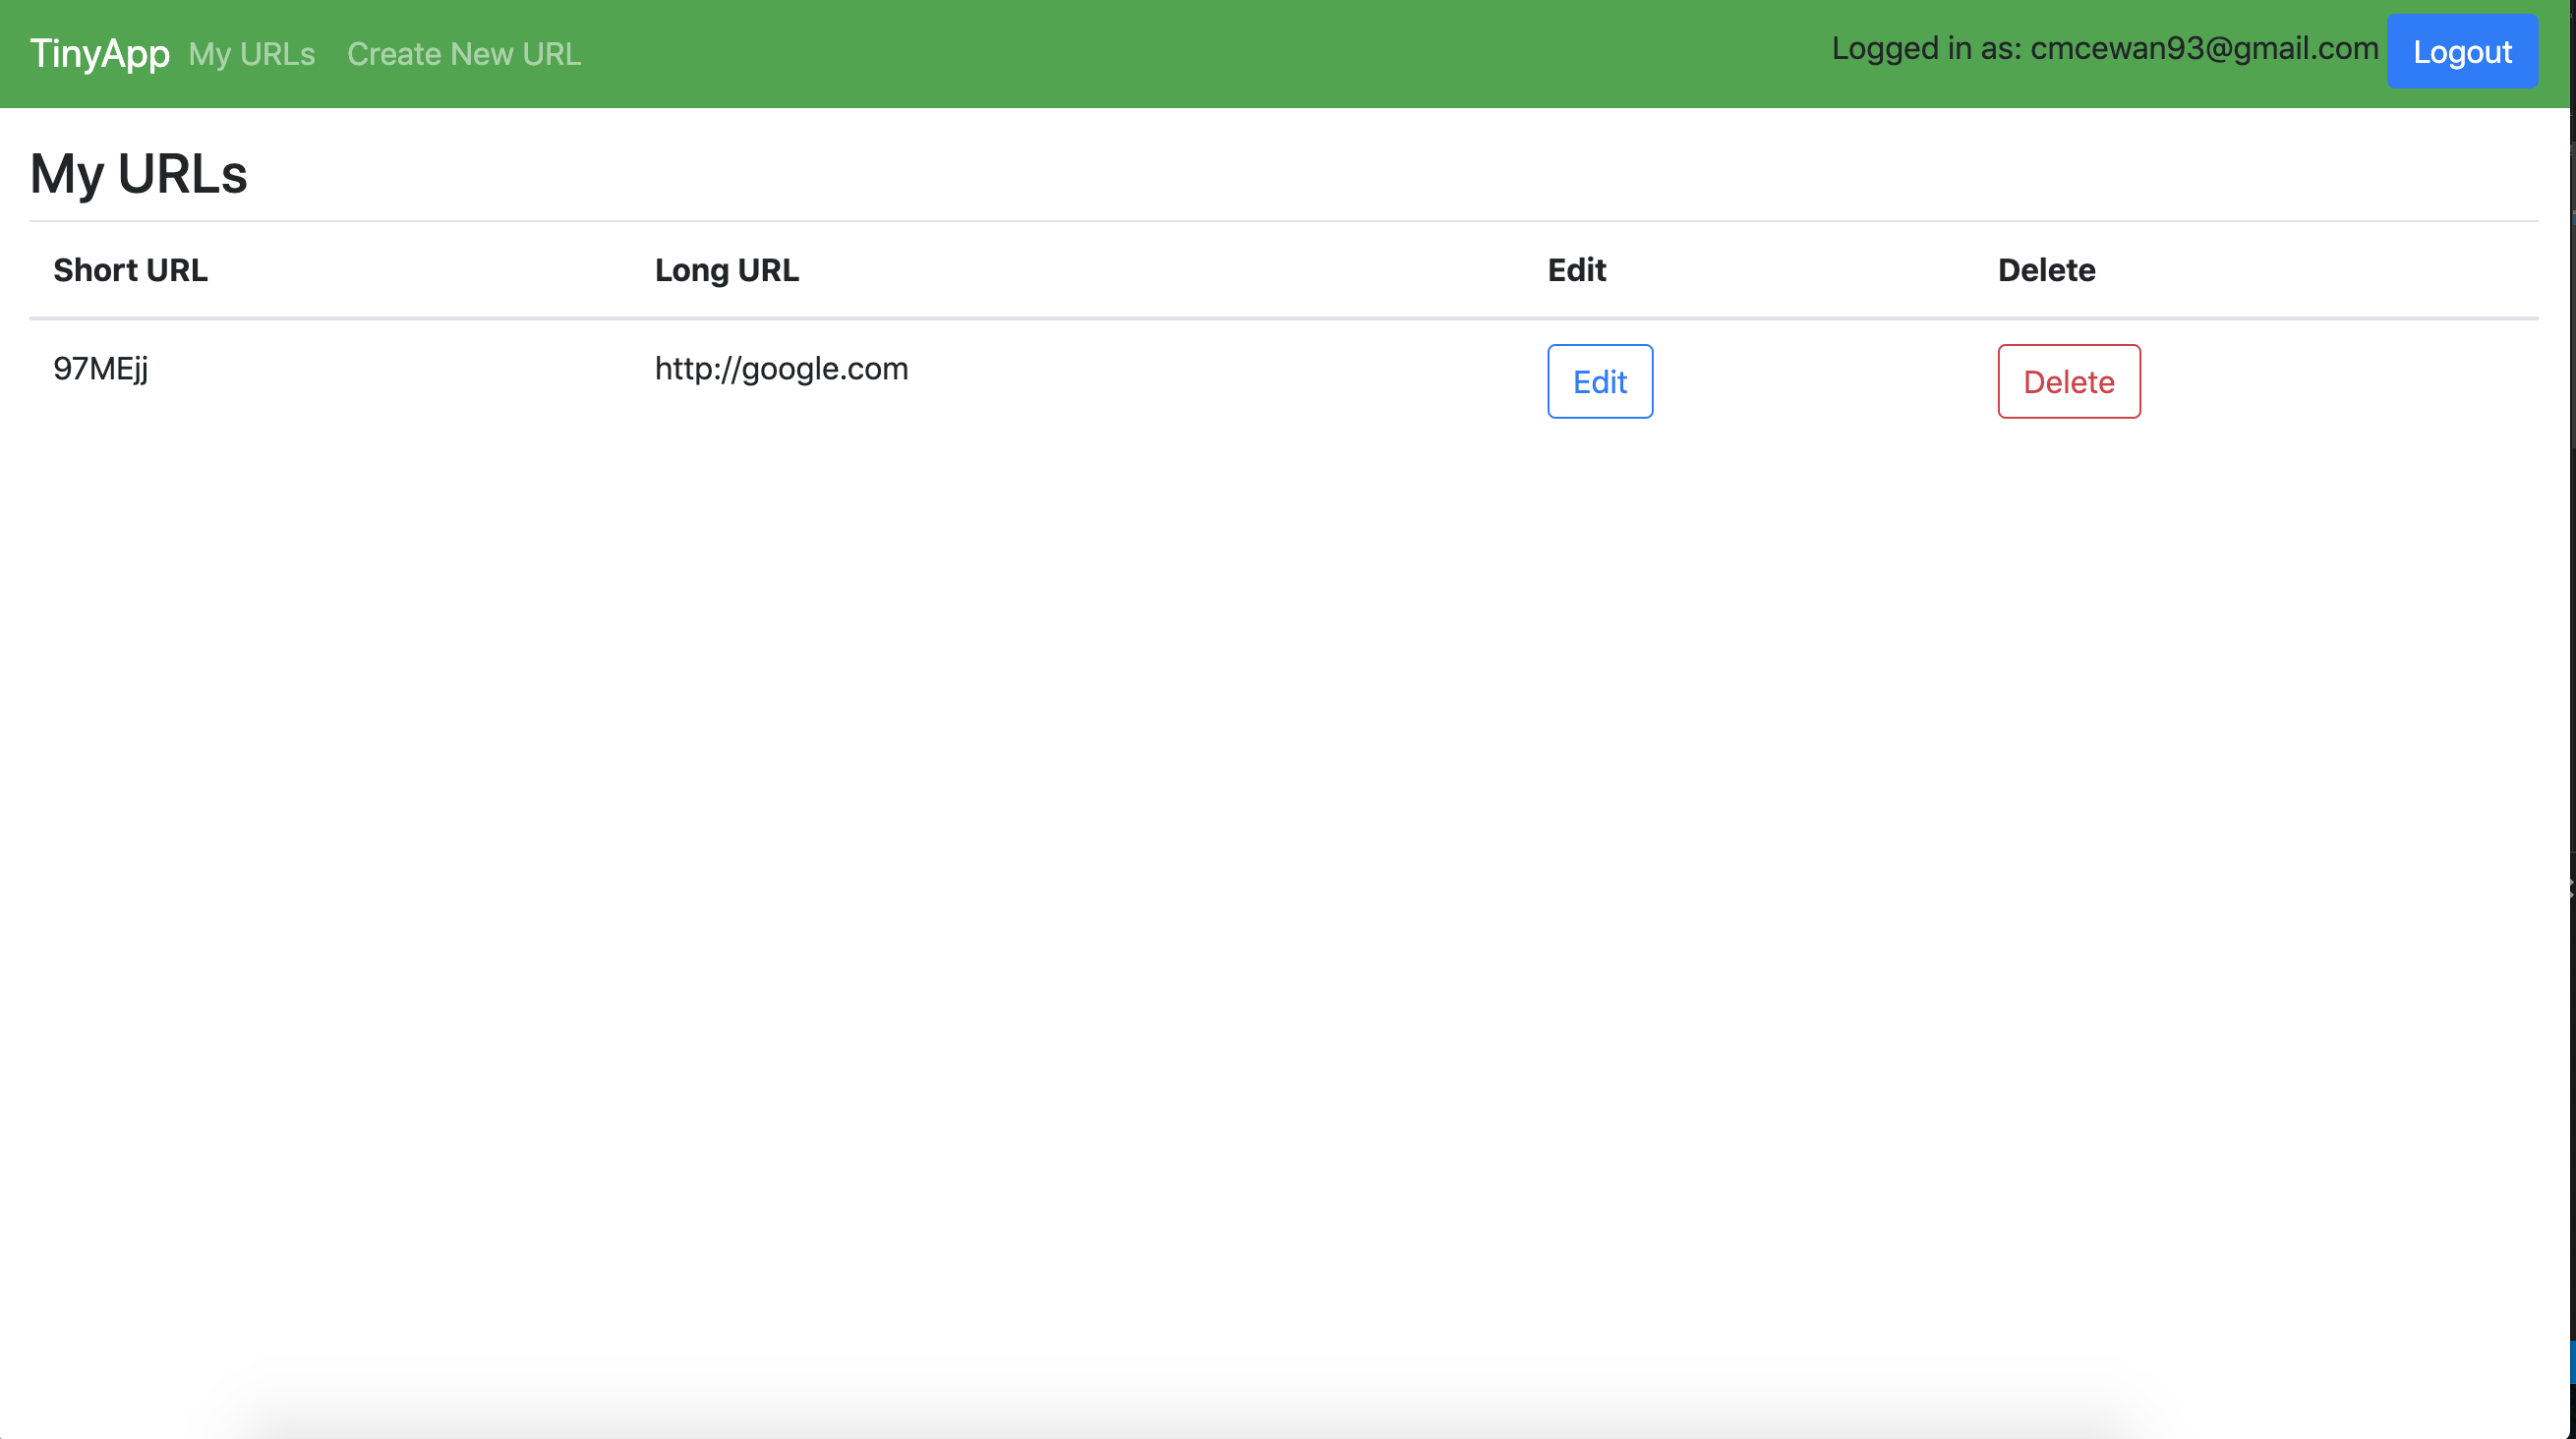 TinyApp My URLs Create New URL Logged in as: cmcewan93@gmail.com Logout
My URLs
Short URL Long URL Edit Delete
97MEjj http://google.com Edit Delete